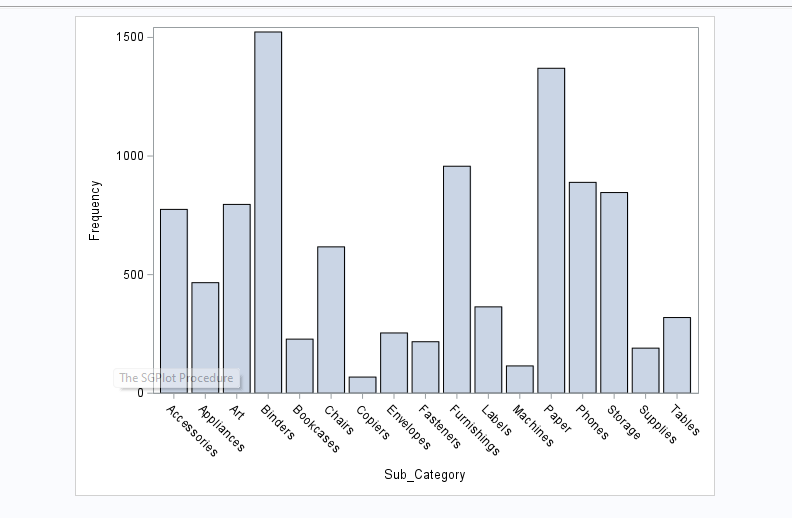 1500
1000
500
0
Frequency
The SGPlot Procedure
Accessories
Appliances
Art
Binders
Bookcases
Chairs
Copiers
Envelopes
Fasteners
Furnishings
Labels
Machines
Paper
Phones
Storage
Supplies
Tables
Sub_Category